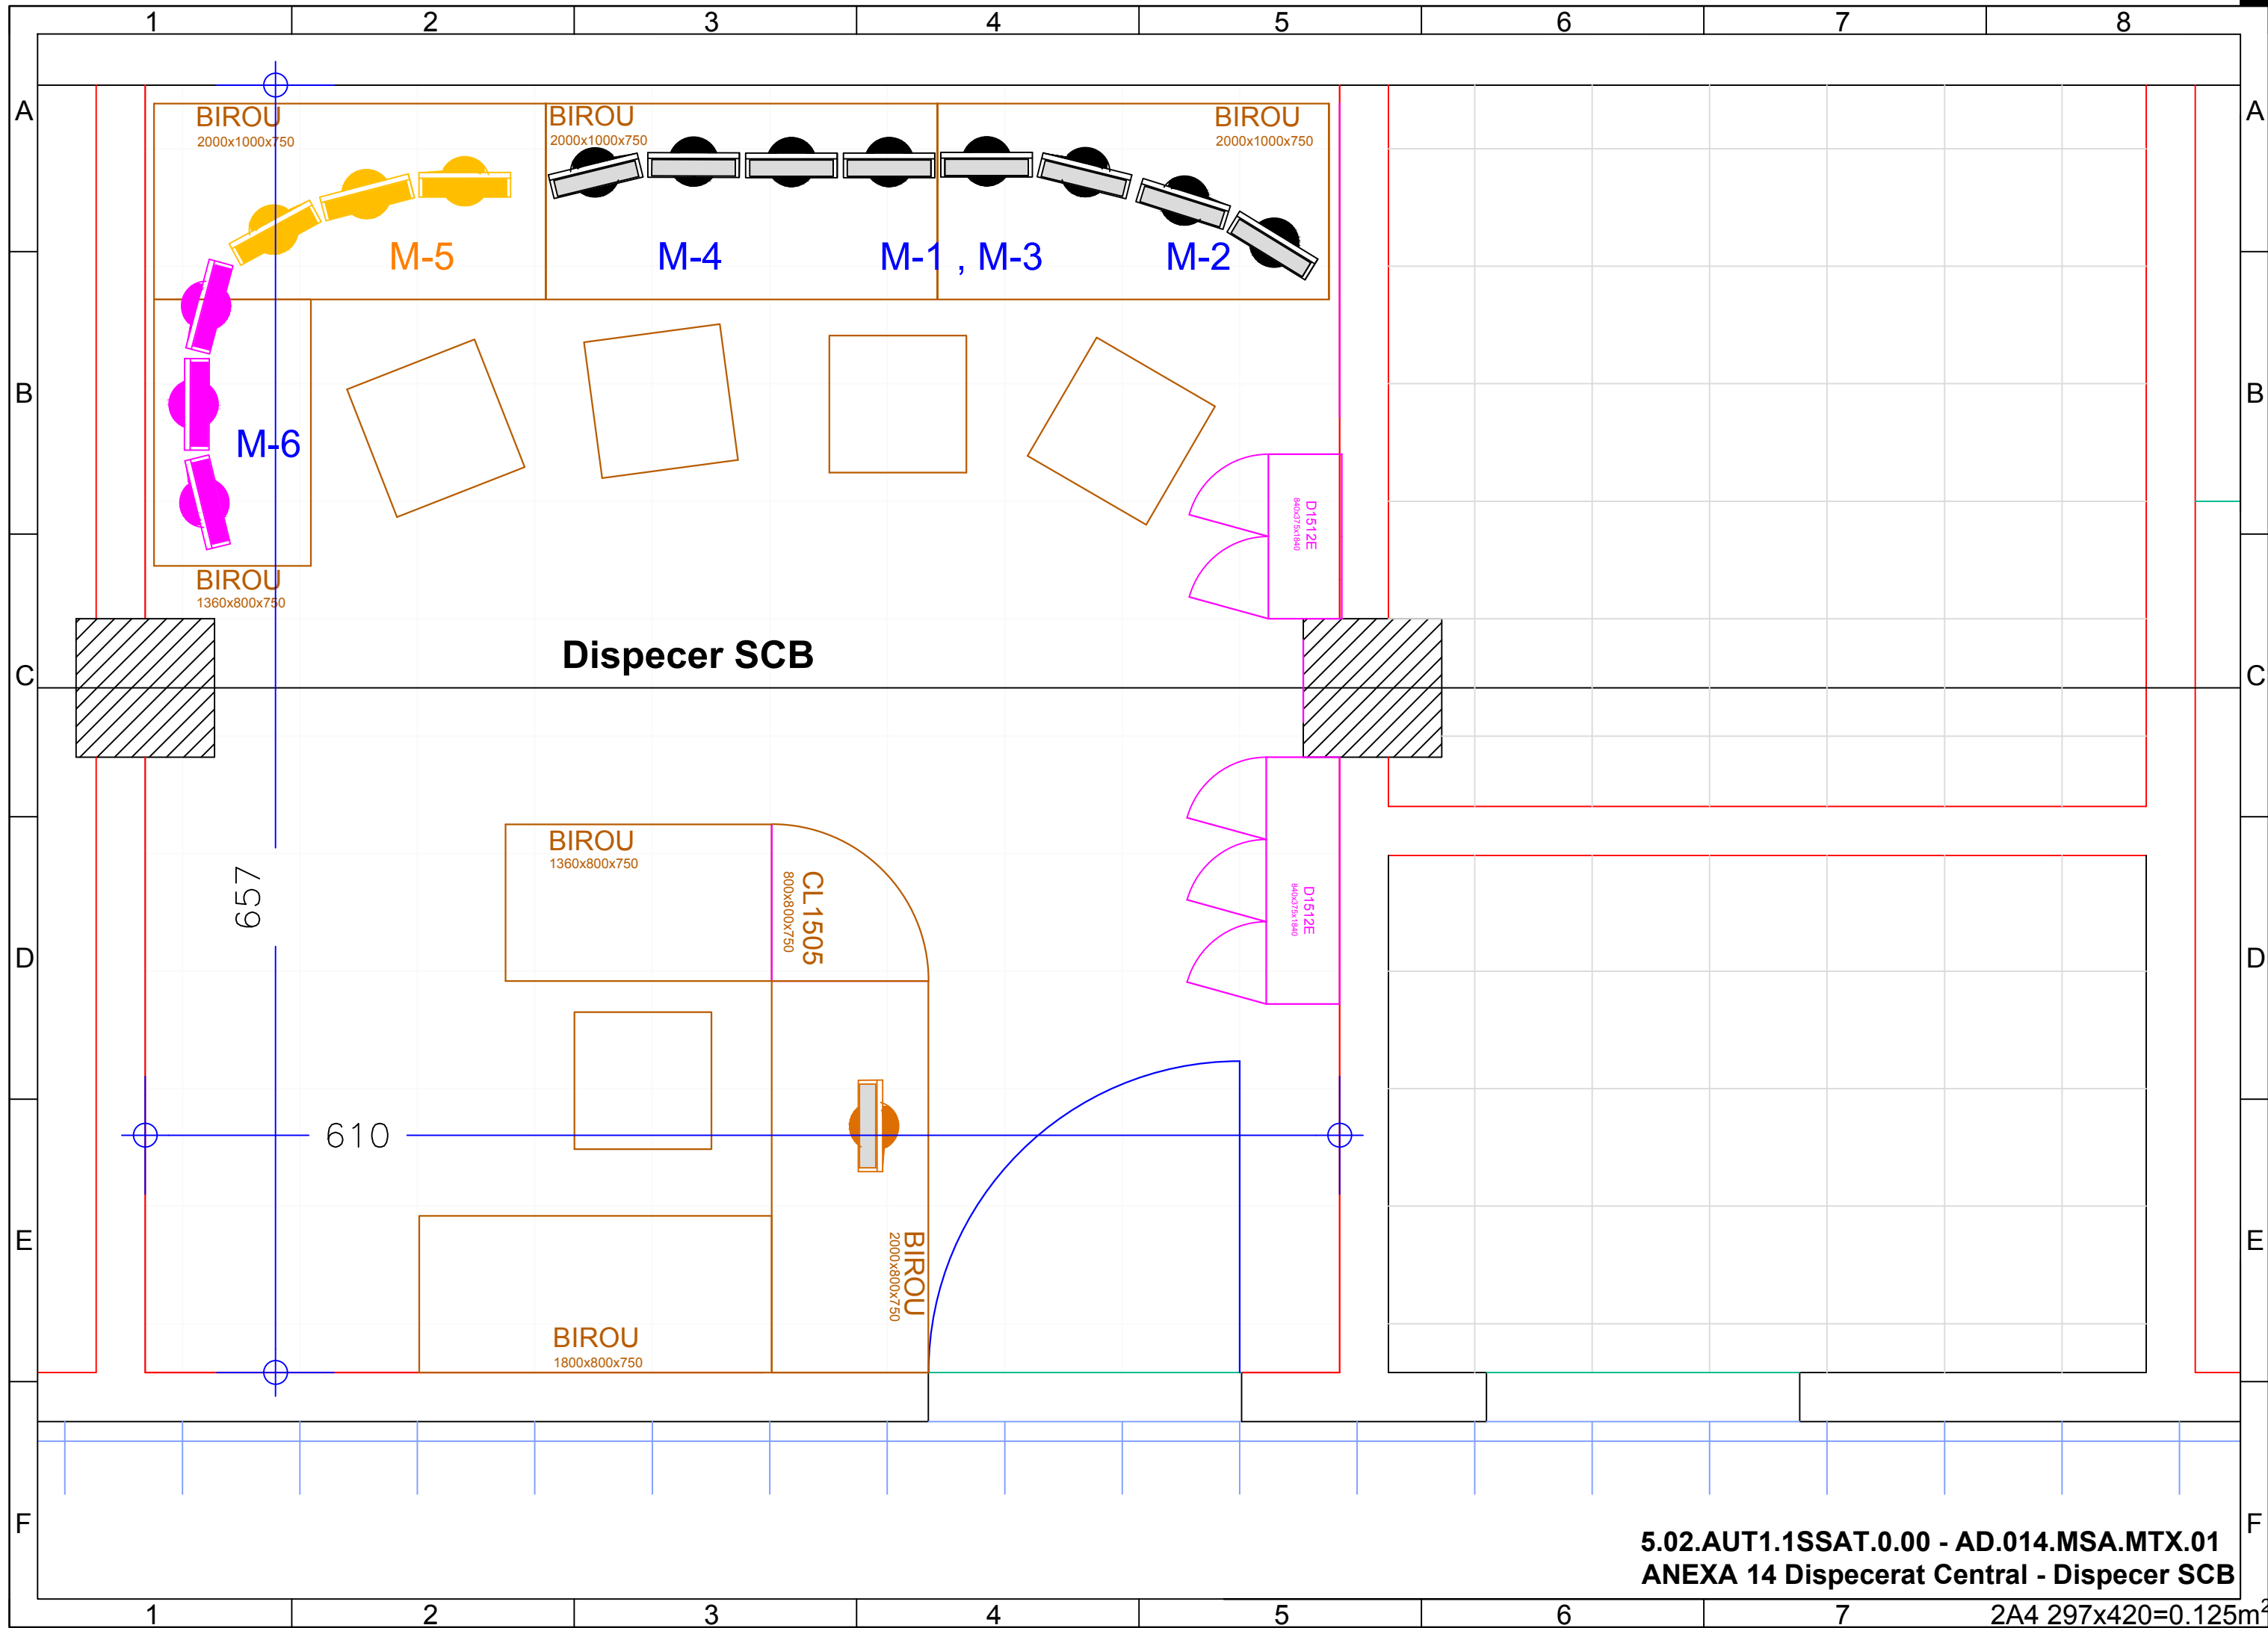 1 2 3 4 5 6 7 8
A A
BIROU
2000x1000x750
BIROU
2000x1000x750
BIROU
2000x1000x750
M-5
M-4
M-1 , M-3
M-2
B B
M-6
D1512E
840x375x1840
BIROU
1360x800x750
Dispecer SCB
C C
BIROU
1360x800x750
CL1505
800x800x750
657
D1512E
840x375x1840
D D
610
E E
BIROU
2000x800x750
BIROU
1800x800x750
F F
5.02.AUT1.1SSAT.0.00 - AD.014.MSA.MTX.01
ANEXA 14 Dispecerat Central - Dispecer SCB
1 2 3 4 5 6 7
2A4 297x420=0.125m²